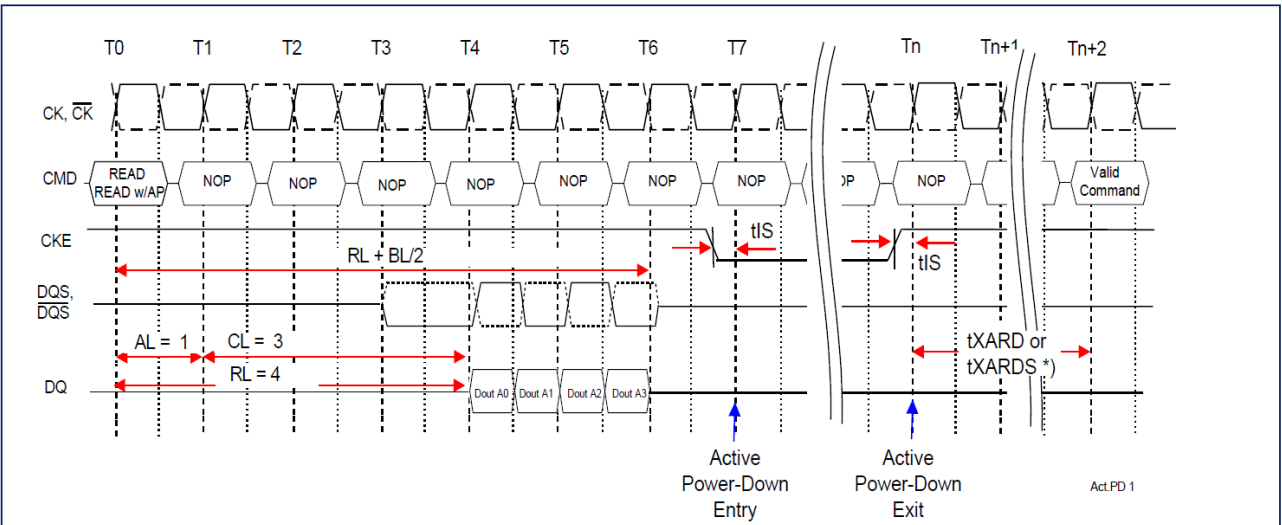 T0 T1 T2 T3 T4 T5 T6 T7 Tn Tn+1 Tn+2
CK, CK
CMD
READ
READ w/AP
NOP NOP NOP NOP NOP NOP NOP NOP
Valid
Command
CKE
tIS
tIS
RL + BL/2
DQS,
DQS
AL = 1 CL = 3
RL = 4
tXARD or
tXARDS *)
DQ
Dout A0 Dout A1 Dout A2 Dout A3
Active
Power-Down
Entry
Active
Power-Down
Exit
Act.PD 1